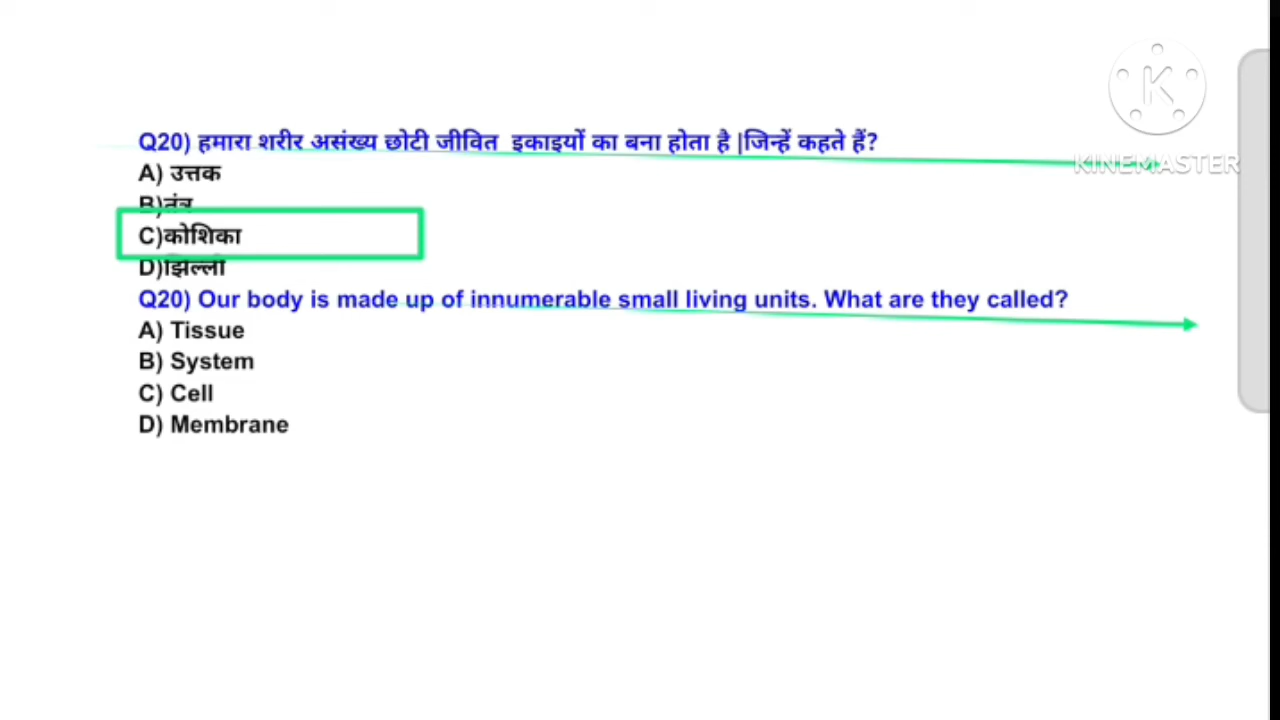 Q20) हमारा शरीर असंख्य छोटी जीवित इकाइयों का बना होता है |जिन्हें कहते हैं?
A) उत्तक
B)तंत्र
C)कोशिका
D)झिल्ली
Q20) Our body is made up of innumerable small living units. What are they called?
A) Tissue
B) System
C) Cell
D) Membrane
K
KINEMASTER